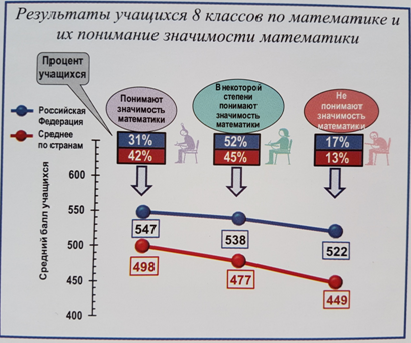 Результаты учащихся 8 классов по математике и
их понимание значимости математики
Процент
учащихся
Понимают
значимость
математики
В некоторой
степени
понимают
значимость
математики
Не
понимают
значимость
математики
Российская
Федерация
Среднее
по странам
31%
42%
52%
45%
17%
13%
Средний балл учащихся
600
550
500
450
400
547
538
522
498
477
449